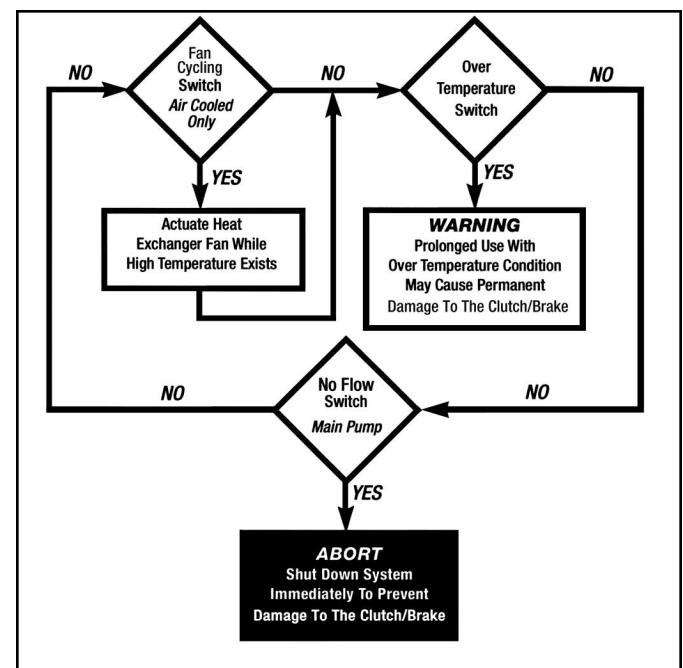 NO
Fan
Cycling
Switch
Air Cooled
Only
NO
Over
Temperature
Switch
NO
YES
YES
Actuate Heat
Exchanger Fan While
High Temperature Exists
WARNING
Prolonged Use With
Over Temperature Condition
May Cause Permanent
Damage To The Clutch/Brake
NO
No Flow
Switch
Main Pump
NO
YES
ABORT
Shut Down System
Immediately To Prevent
Damage To The Clutch/Brake